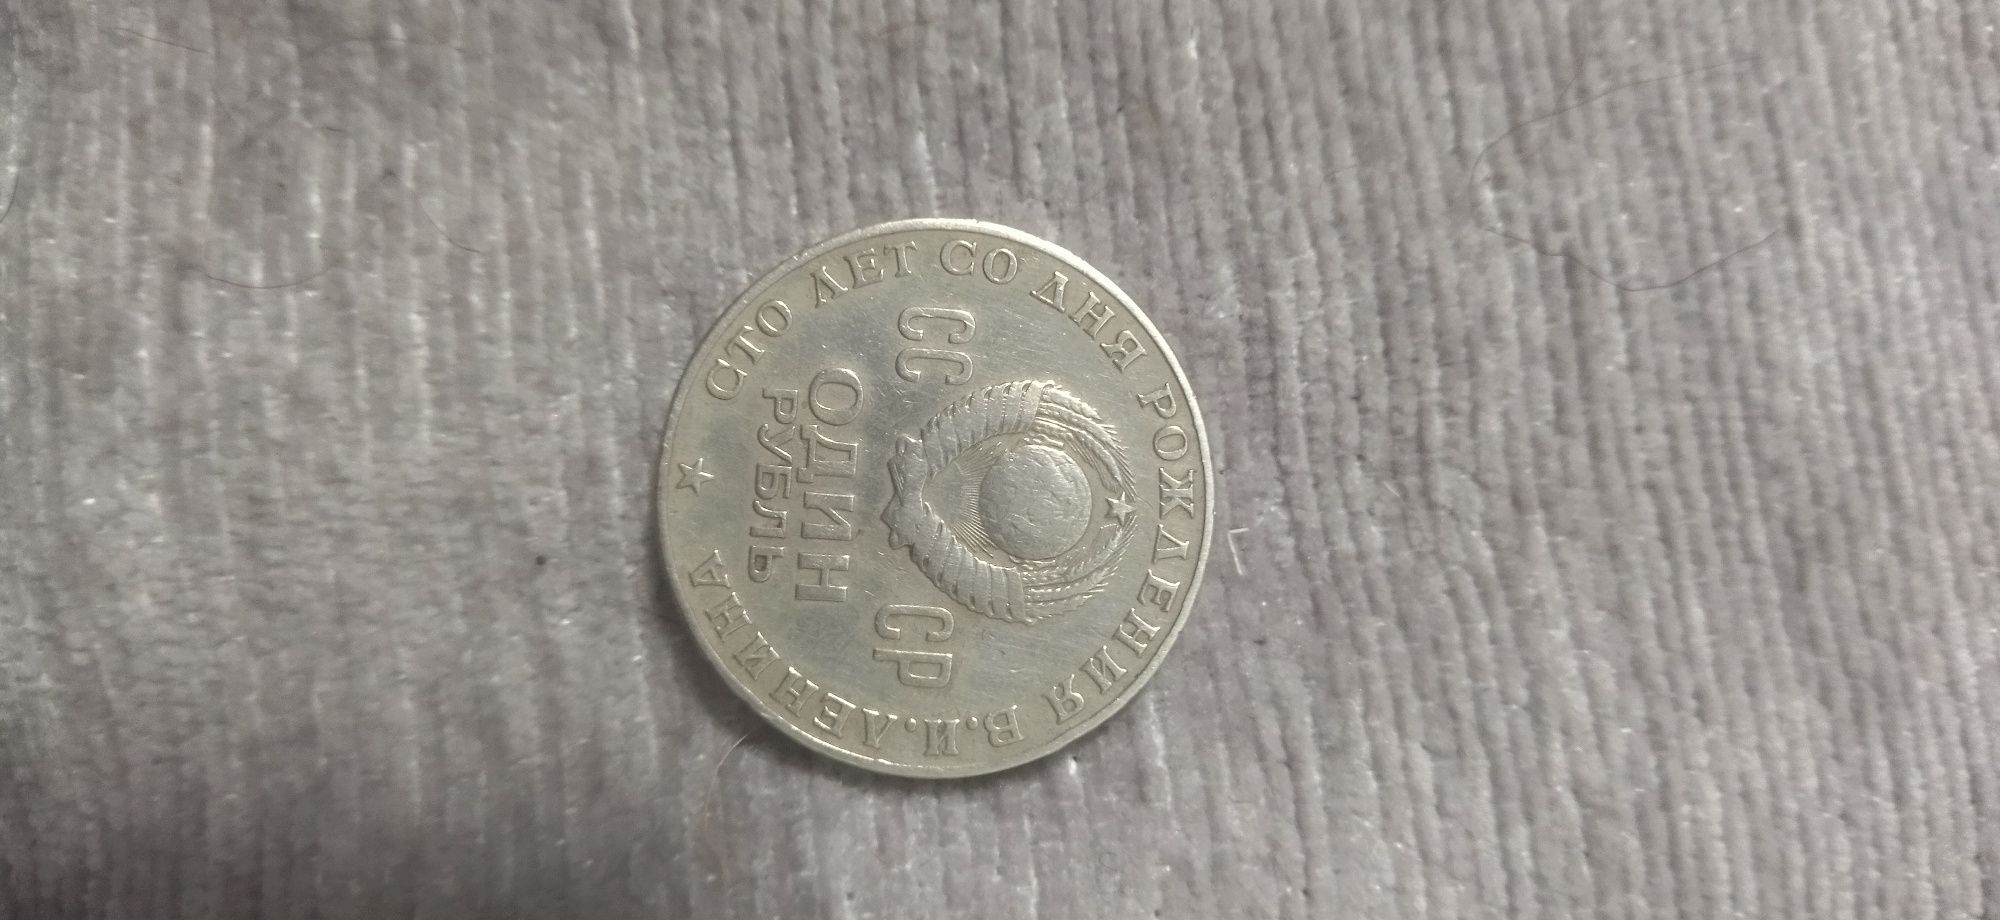 СТО ЛЕТ СО ДНЯ РОЖДЕНИЯ В.И.ЛЕНИНА
СС СР
ОДИН
РУБЛЬ